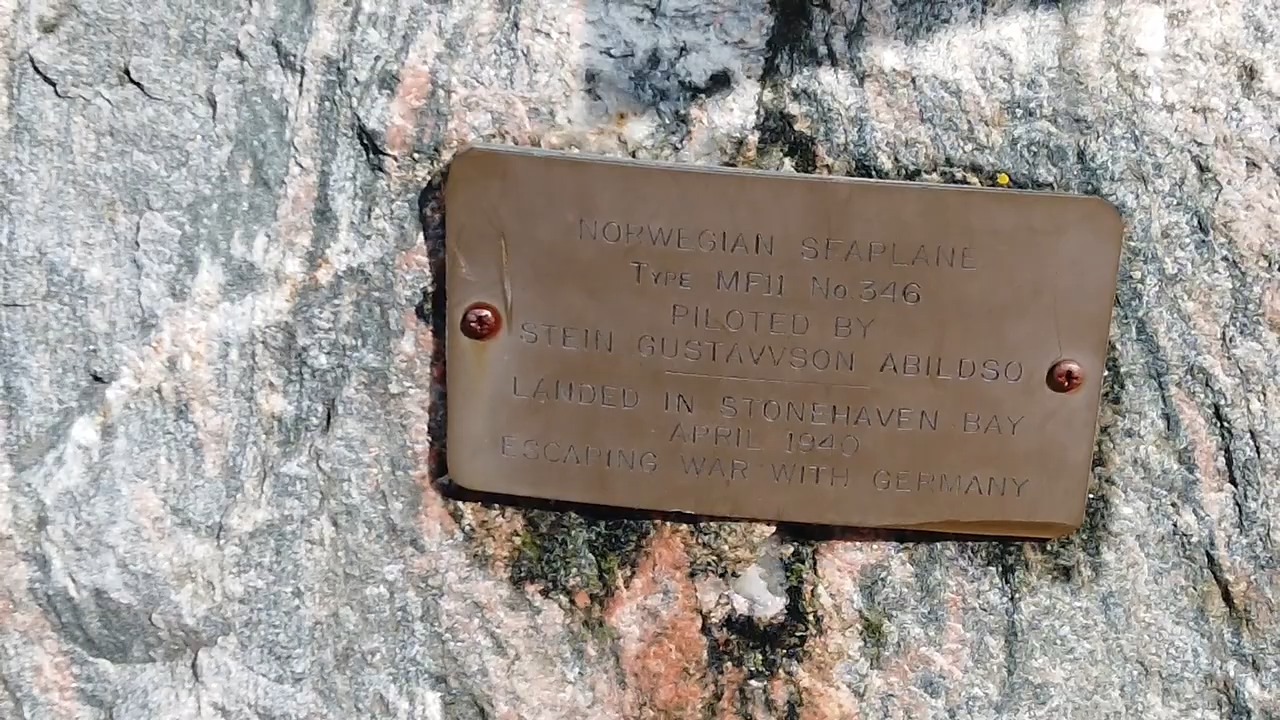 NORWEGIAN SEAPLANE
TYPE MF11 No.346
PILOTED BY
STEIN GUSTAVVSON ABILDSO
LANDED IN STONEHAVEN BAY
APRIL 1940
ESCAPING WAR WITH GERMANY